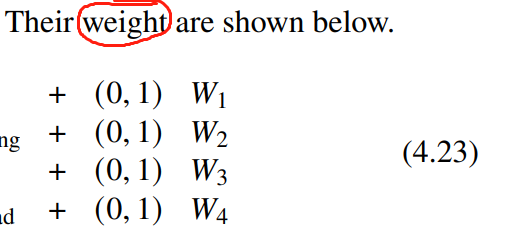 Their weight are shown below.
+ (0, 1) W₁
ng + (0, 1) W₂
+ (0, 1) W₃ (4.23)
d + (0, 1) W₄